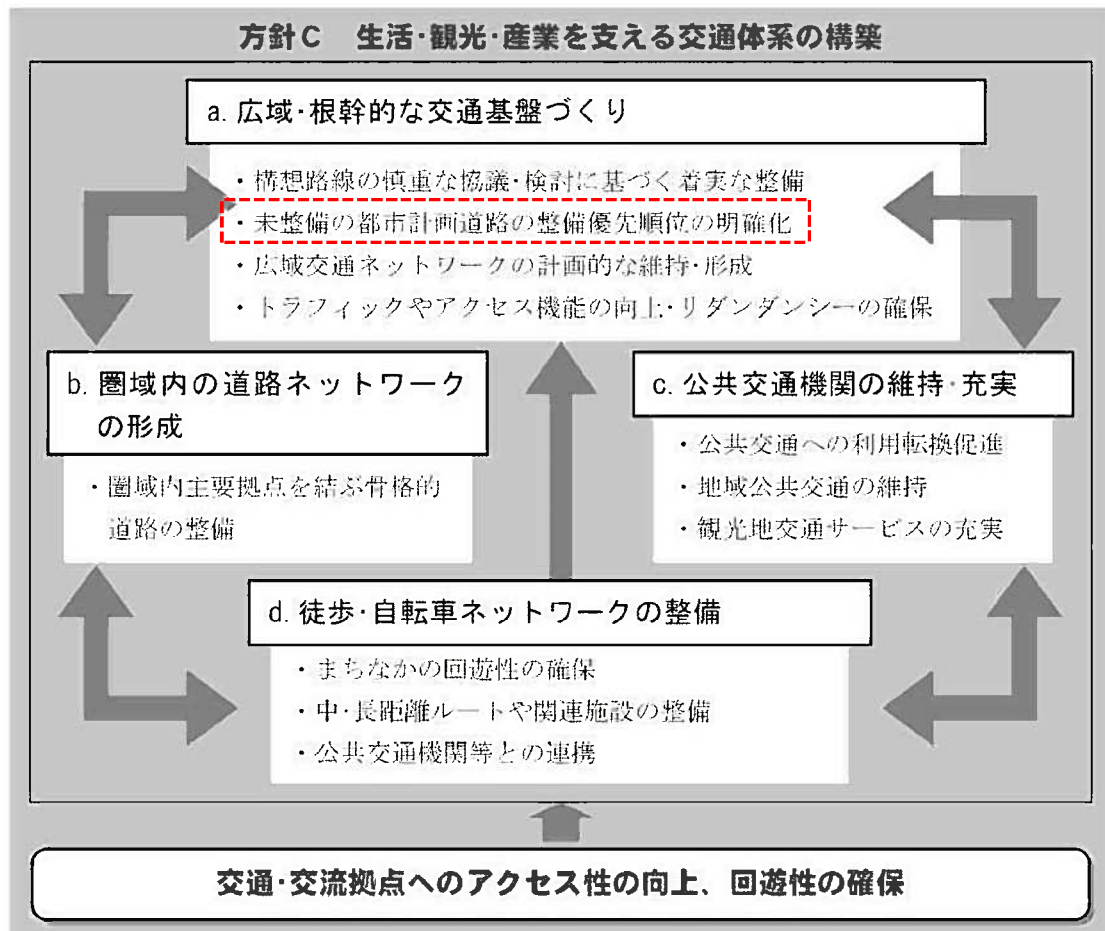 方針C 生活・観光・産業を支える交通体系の構築
a. 広域・根幹的な交通基盤づくり
・構想路線の慎重な協議・検討に基づく着実な整備
・未整備の都市計画道路の整備優先順位の明確化
・広域交通ネットワークの計画的な維持・形成
・トラフィックやアクセス機能の向上・リダンダンシーの確保
b. 圏域内の道路ネットワーク
の形成
・圏域内主要拠点を結ぶ骨格的
道路の整備
c. 公共交通機関の維持・充実
・公共交通への利用転換促進
・地域公共交通の維持
・観光地交通サービスの充実
d. 徒歩・自転車ネットワークの整備
・まちなかの回遊性の確保
・中・長距離ルートや関連施設の整備
・公共交通機関等との連携
交通・交流拠点へのアクセス性の向上、回遊性の確保